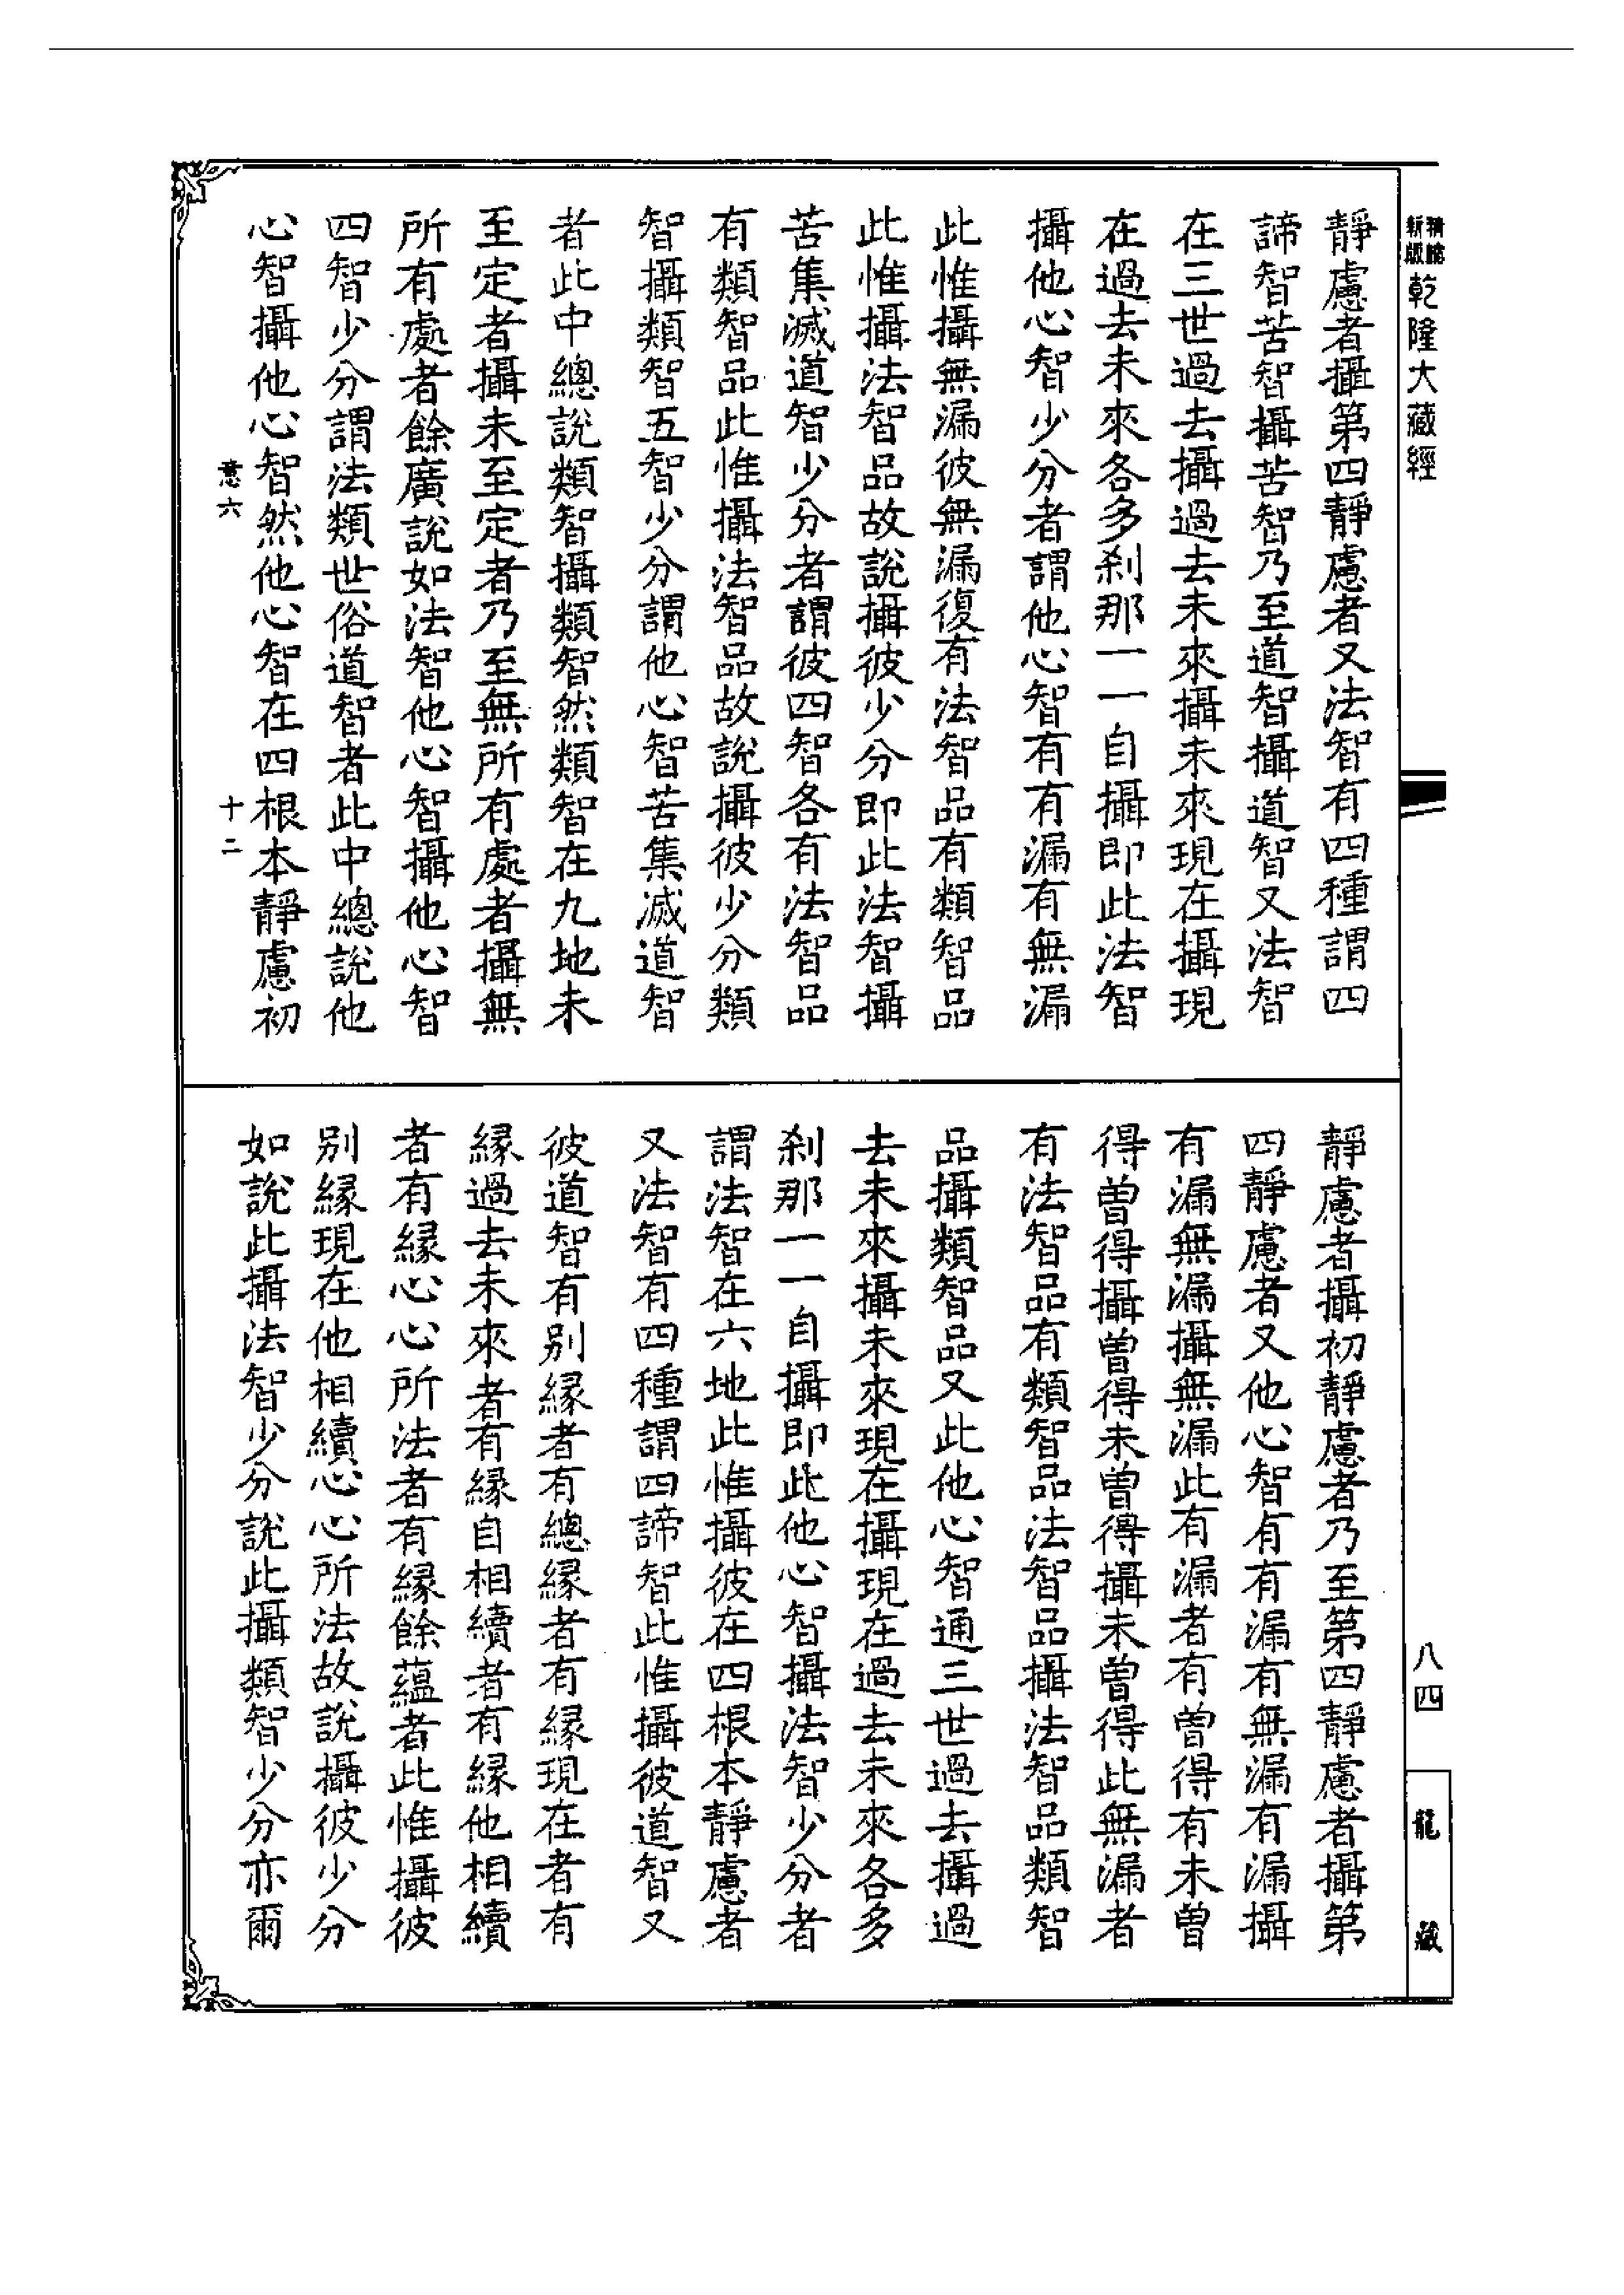 精縮新版
乾隆大藏經
八四
龍藏
靜慮者攝第四靜慮者又法智有四種謂四
諦智苦智攝苦智乃至道智攝道智又法智
在三世過去攝過去未來攝未來現在攝現
在過去未來各多刹那一一自攝即此法智
攝他心智少分者謂他心智有有漏有無漏
此惟攝無漏彼無漏復有法智品有類智品
此惟攝法智品故說攝彼少分即此法智攝
苦集滅道智少分者謂彼四智各有法智品
有類智品此惟攝法智品故說攝彼少分類
智攝類智五智少分謂他心智苦集滅道智
者此中總說類智攝類智然類智在九地未
至定者攝未至定者乃至無所有處者攝無
所有處者餘廣說如法智他心智攝他心智
四智少分謂法類世俗道智者此中總說他
心智攝他心智然他心智在四根本靜慮初
意六
十二
靜慮者攝初靜慮者乃至第四靜慮者攝第
四靜慮者又他心智有有漏有無漏有漏攝
有漏無漏攝無漏此有漏者有曽得有未曽
得曽得攝曽得未曽得攝未曽得此無漏者
有法智品有類智品法智品攝法智品類智
品攝類智品又此他心智通三世過去攝過
去未來攝未來現在攝現在過去未來各多
刹那一一自攝即此他心智攝法智少分者
謂法智在六地此惟攝彼在四根本靜慮者
又法智有四種謂四諦智此惟攝彼道智又
彼道智有別緣者有總緣者有緣現在者有
緣過去未來者有緣自相續者有緣他相續
者有緣心心所法者有緣餘蘊者此惟攝彼
別緣現在他相續心心所法故說攝彼少分
如說此攝法智少分說此攝類智少分亦爾